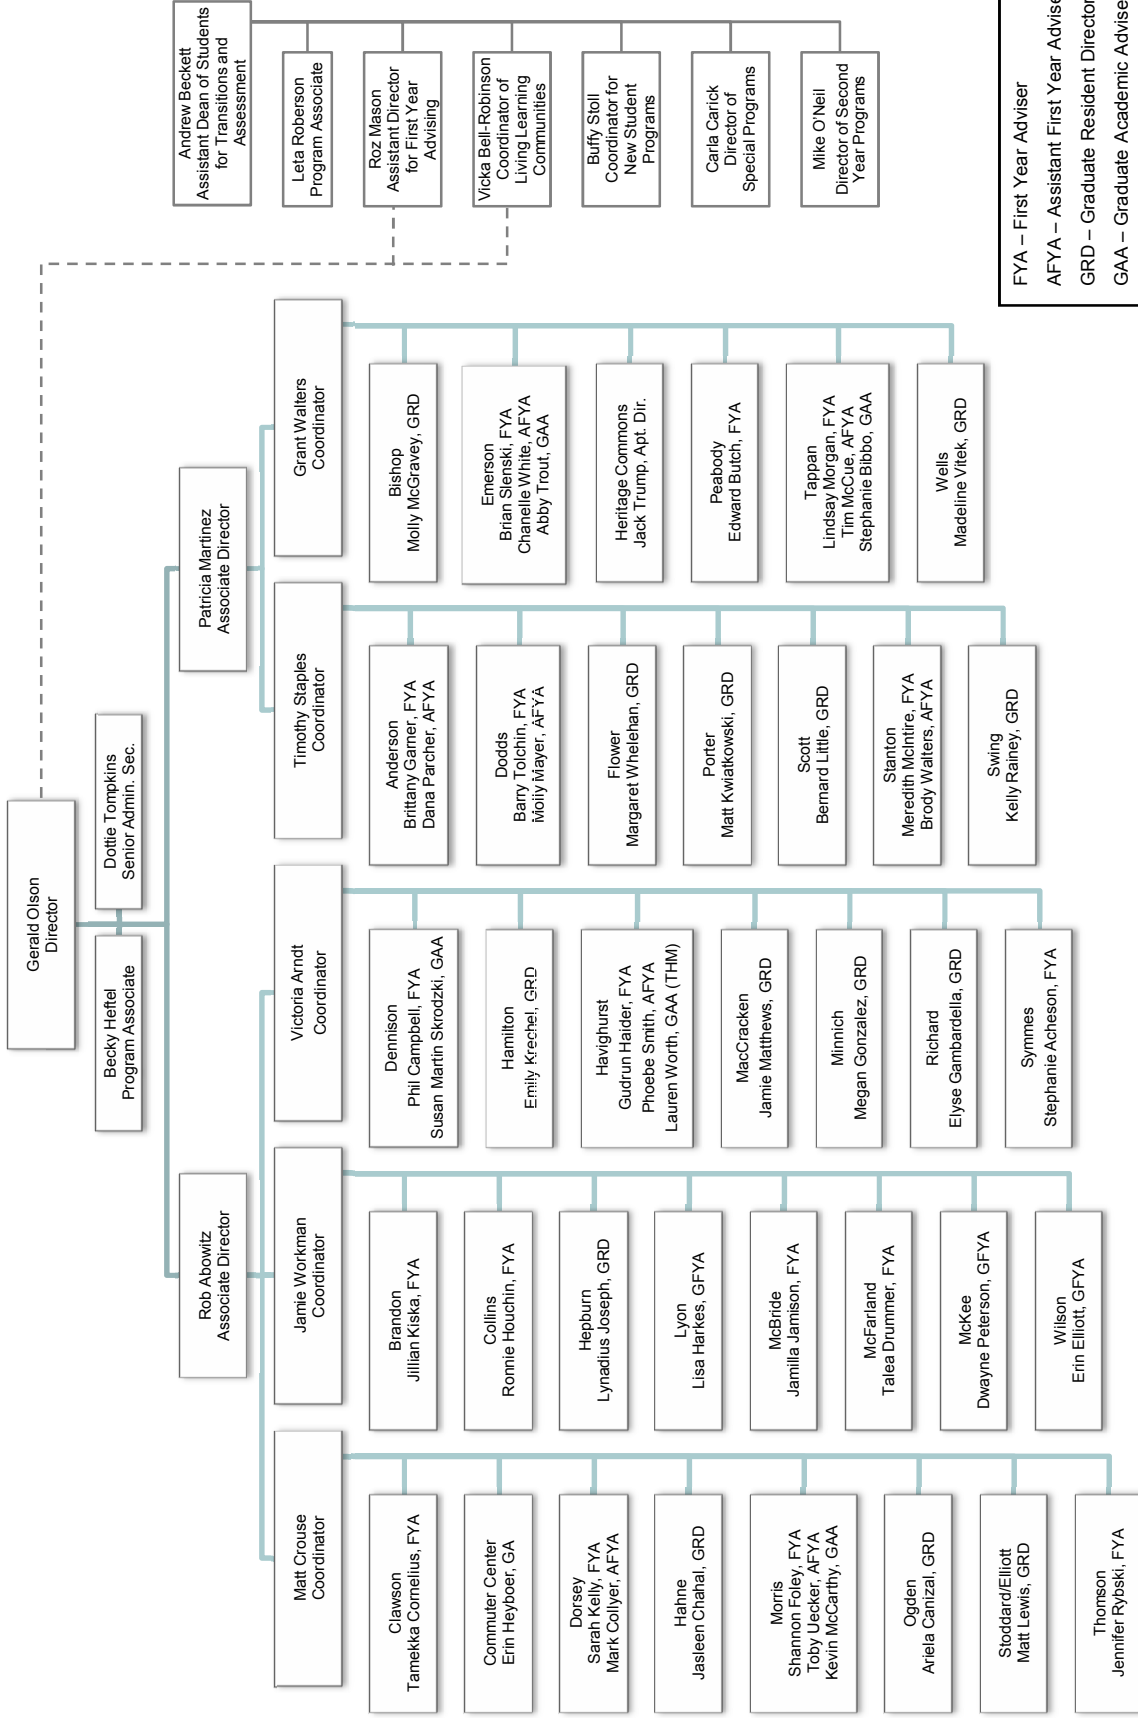 Gerald Olson
Director
Becky Heftel
Program Associate
Dottie Tompkins
Senior Admin. Sec.
Rob Abowitz
Associate Director
Patricia Martinez
Associate Director
Matt Crouse
Coordinator
Clawson
Tamekka Cornelius, FYA
Commuter Center
Erin Heyboer, GA
Dorsey
Sarah Kelly, FYA
Mark Collyer, AFYA
Hahne
Jasleen Chahal, GRD
Morris
Shannon Foley, FYA
Toby Uecker, AFYA
Kevin McCarthy, GAA
Ogden
Ariela Canizal, GRD
Stoddard/Elliott
Matt Lewis, GRD
Thomson
Jennifer Rybski, FYA
Jamie Workman
Coordinator
Brandon
Jillian Kiska, FYA
Collins
Ronnie Houchin, FYA
Hepburn
Lynadius Joseph, GRD
Lyon
Lisa Harkes, GFYA
McBride
Jamilla Jamison, FYA
McFarland
Talea Drummer, FYA
McKee
Dwayne Peterson, GFYA
Wilson
Erin Elliott, GFYA
Victoria Arndt
Coordinator
Dennison
Phil Campbell, FYA
Susan Martin Skrodzki, GAA
Hamilton
Emily Krechel, GRD
Havighurst
Gudrun Haider, FYA
Phoebe Smith, AFYA
Lauren Worth, GAA (THM)
MacCracken
Jamie Matthews, GRD
Minnich
Megan Gonzalez, GRD
Richard
Elyse Gambardella, GRD
Symmes
Stephanie Acheson, FYA
Timothy Staples
Coordinator
Anderson
Brittany Garner, FYA
Dana Parcher, AFYA
Dodds
Barry Tolchin, FYA
Molly Mayer, AFYA
Flower
Margaret Whelehan, GRD
Porter
Matt Kwiatkowski, GRD
Scott
Bernard Little, GRD
Stanton
Meredith McIntire, FYA
Brody Walters, AFYA
Swing
Kelly Rainey, GRD
Grant Walters
Coordinator
Bishop
Molly McGravey, GRD
Emerson
Brian Slenski, FYA
Chanelle White, AFYA
Abby Trout, GAA
Heritage Commons
Jack Trump, Apt. Dir.
Peabody
Edward Butch, FYA
Tappan
Lindsay Morgan, FYA
Tim McCue, AFYA
Stephanie Bibbo, GAA
Wells
Madeline Vitek, GRD
Andrew Beckett
Assistant Dean of Students
for Transitions and
Assessment
Leta Roberson
Program Associate
Roz Mason
Assistant Director
for First Year
Advising
Vicka Bell-Robinson
Coordinator of
Living Learning
Communities
Buffy Stoll
Coordinator for
New Student
Programs
Carla Carick
Director of
Special Programs
Mike O'Neil
Director of Second
Year Programs
FYA – First Year Adviser
AFYA – Assistant First Year Advise
GRD – Graduate Resident Director
GAA – Graduate Academic Advise